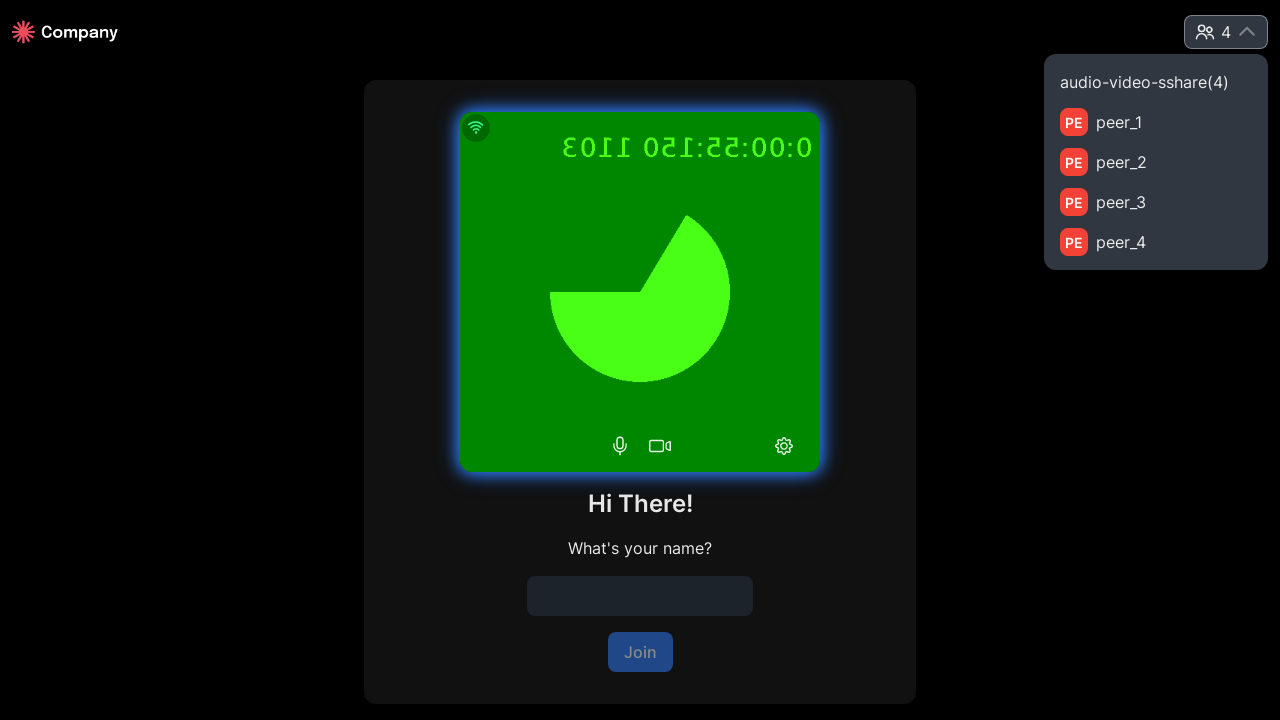 Company
4
audio-video-sshare(4)
PE peer_1
PE peer_2
PE peer_3
PE peer_4
0:00:55:150 1103
Hi There!
What's your name?
Join